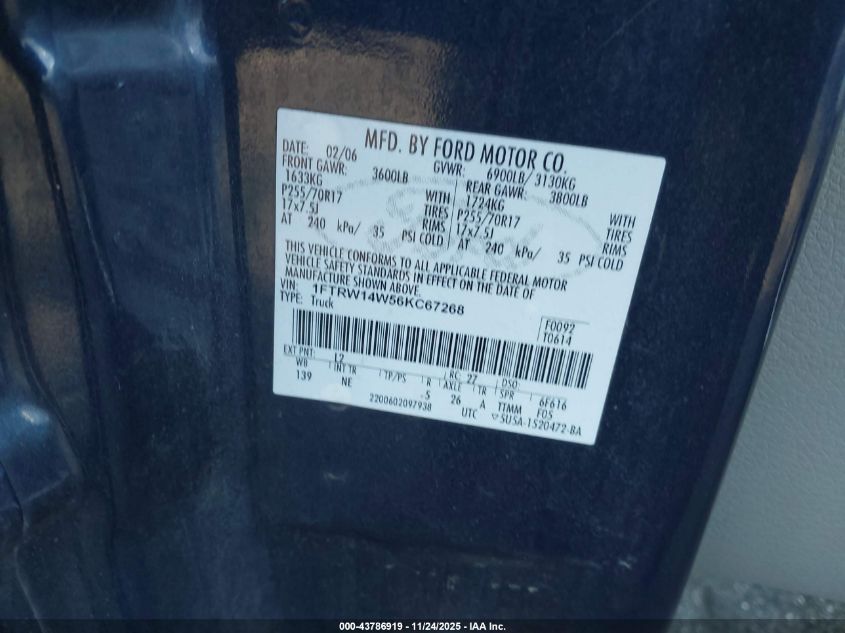 MFD. BY FORD MOTOR CO.
DATE: 02/06 GVWR: 6900LB/ 3130KG
FRONT GAWR: 3600LB REAR GAWR: 3800LB
1633KG WITH 1724KG WITH
P255/70R17 TIRES P255/70R17 TIRES
17x7.5J RIMS 17x7.5J RIMS
AT 240 kPa/ 35 PSI COLD AT 240 kPa/ 35 PSI COLD
THIS VEHICLE CONFORMS TO ALL APPLICABLE FEDERAL MOTOR
VEHICLE SAFETY STANDARDS IN EFFECT ON THE DATE OF
MANUFACTURE SHOWN ABOVE.
VIN: 1FTRW14W56KC67268
TYPE: Truck
F0092
T0614
EXT PNT: L2 RC: 27 DSO:
WB INT TR TP/PS R AXLE TR SPR 6F616
139 NE -5 26 A TTMM F05
2200602097938 UTC ▽5U5A-1520472-BA
000-43786919 - 11/24/2025 - IAA Inc.